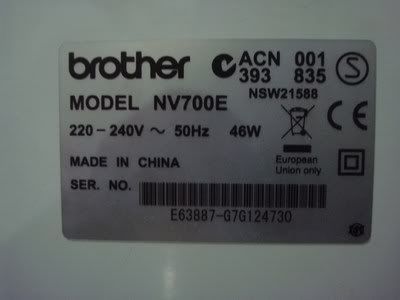 brother ACN 001
393 835
NSW21588
MODEL NV700E
220-240V ~ 50Hz 46W
CE
European
Union only
MADE IN CHINA
SER. NO.
E63887-G7G124730